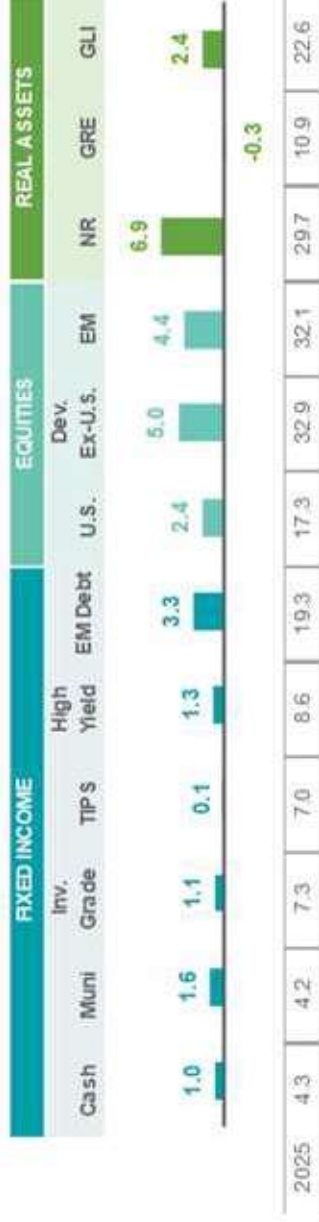 FIXED INCOME EQUITIES REAL ASSETS
Cash Muni Inv. Grade TIPS High Yield EM Debt U.S. Dev. Ex-U.S. EM NR GRE GLI
1.0 1.6 1.1 0.1 1.3 3.3 2.4 5.0 4.4 6.9 -0.3 2.4
2025 4.3 4.2 7.3 7.0 8.6 19.3 17.3 32.9 32.1 29.7 10.9 22.6